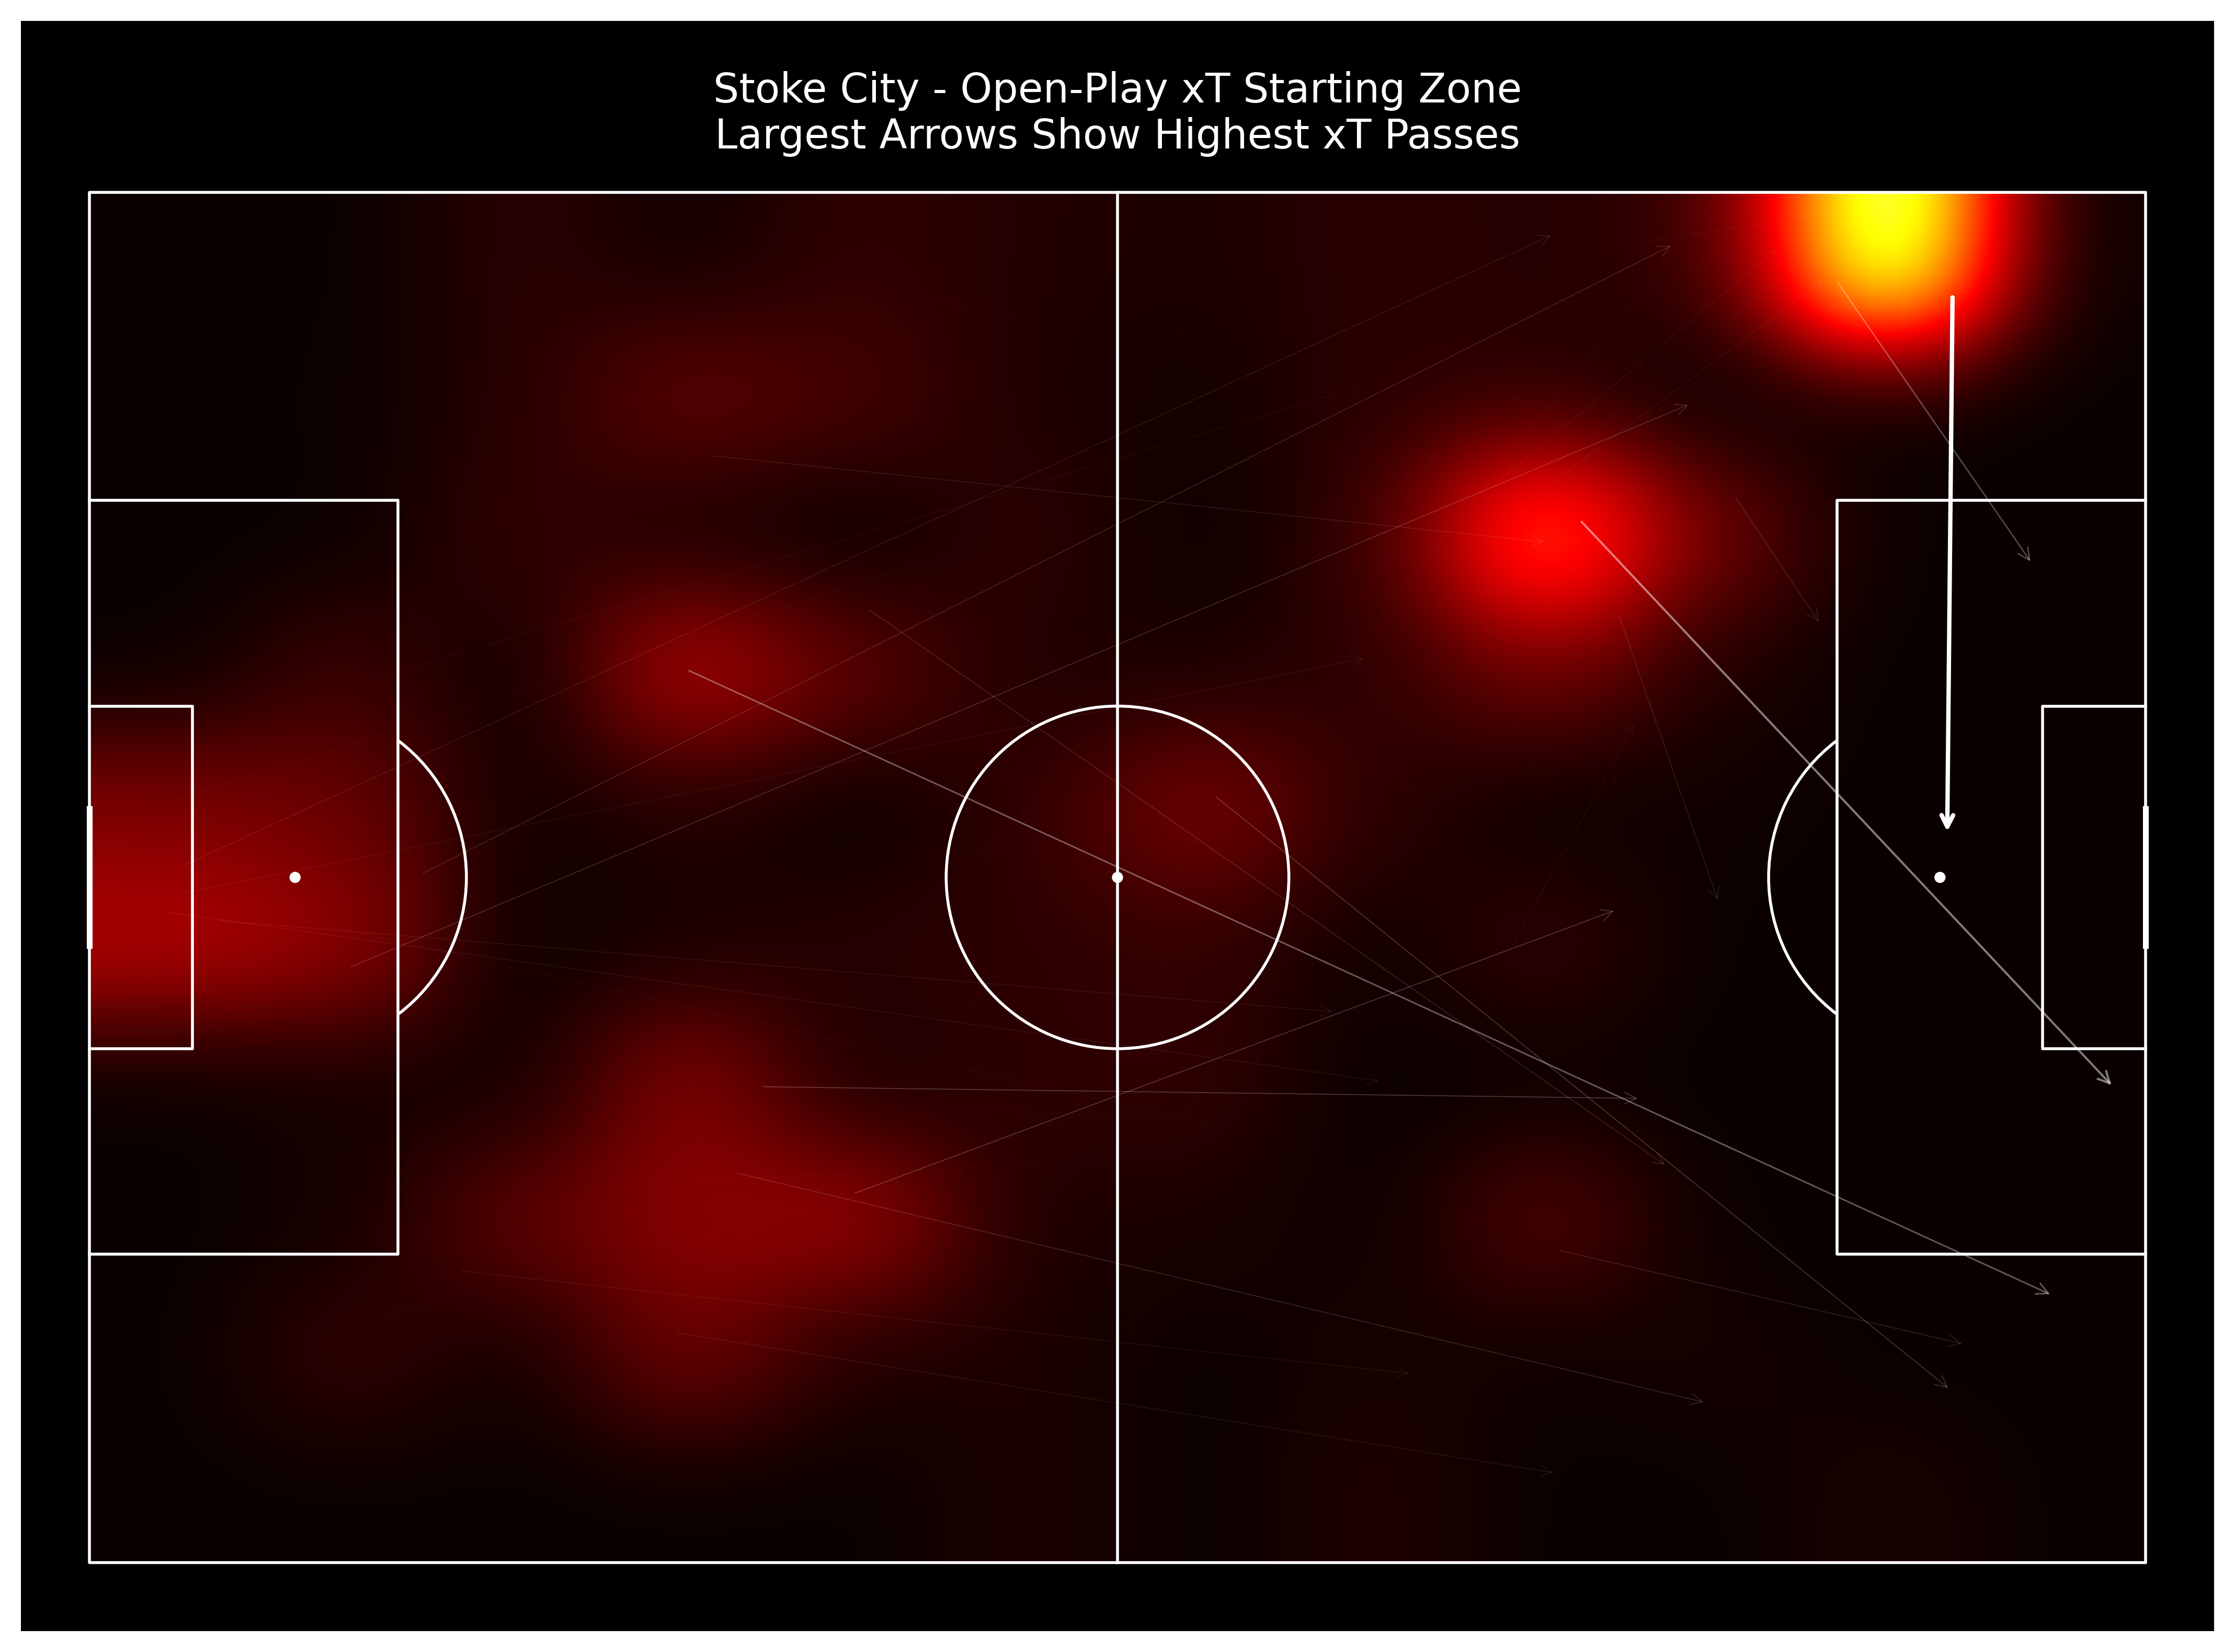 Stoke City - Open-Play xT Starting Zone
Largest Arrows Show Highest xT Passes